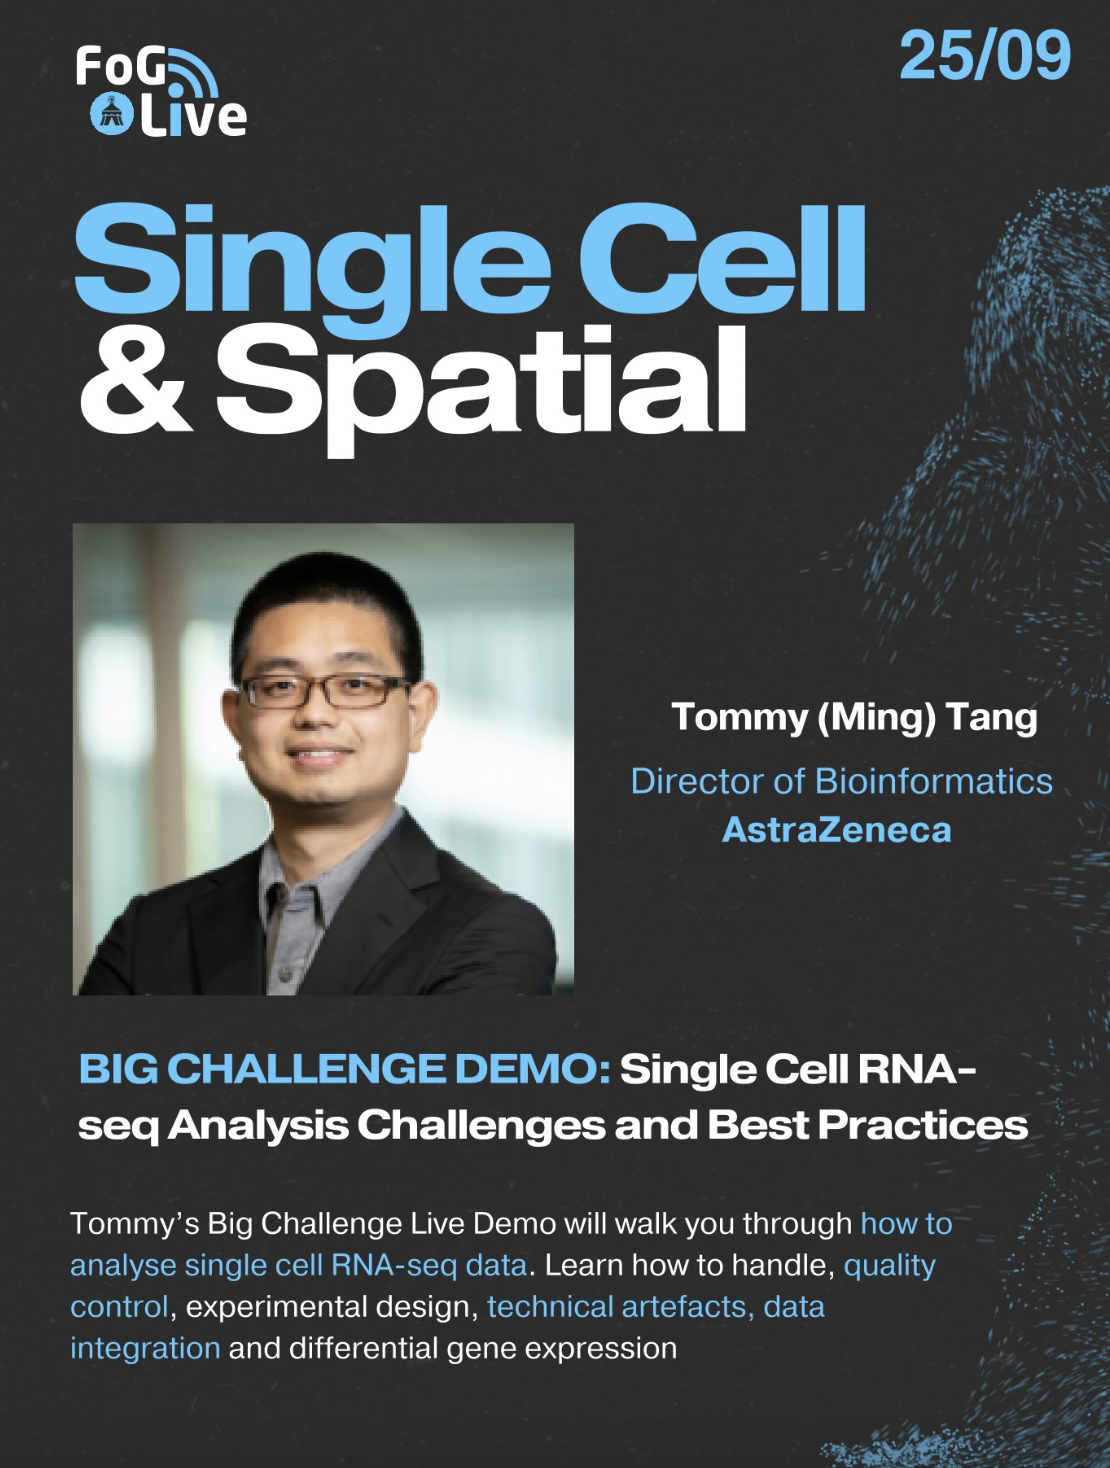 FoG
Live
25/09
Single Cell
& Spatial
Tommy (Ming) Tang
Director of Bioinformatics
AstraZeneca
BIG CHALLENGE DEMO: Single Cell RNA-
seq Analysis Challenges and Best Practices
Tommy’s Big Challenge Live Demo will walk you through how to
analyse single cell RNA-seq data. Learn how to handle, quality
control, experimental design, technical artefacts, data
integration and differential gene expression